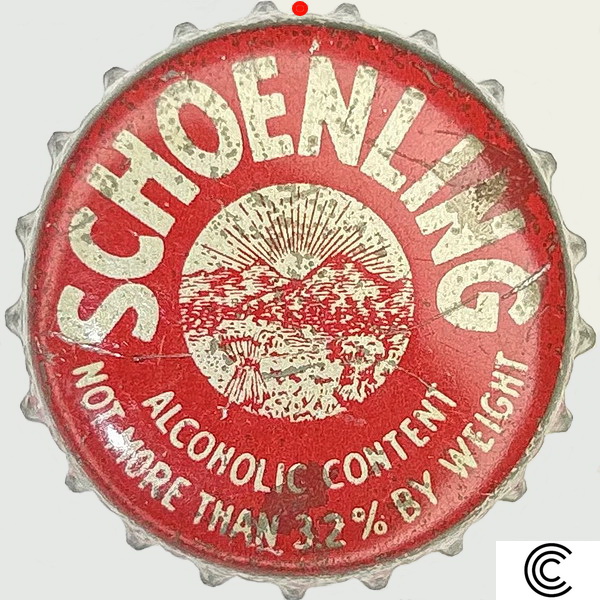 SCHOENLING
ALCOHOLIC CONTENT
NOT MORE THAN 3.2% BY WEIGHT